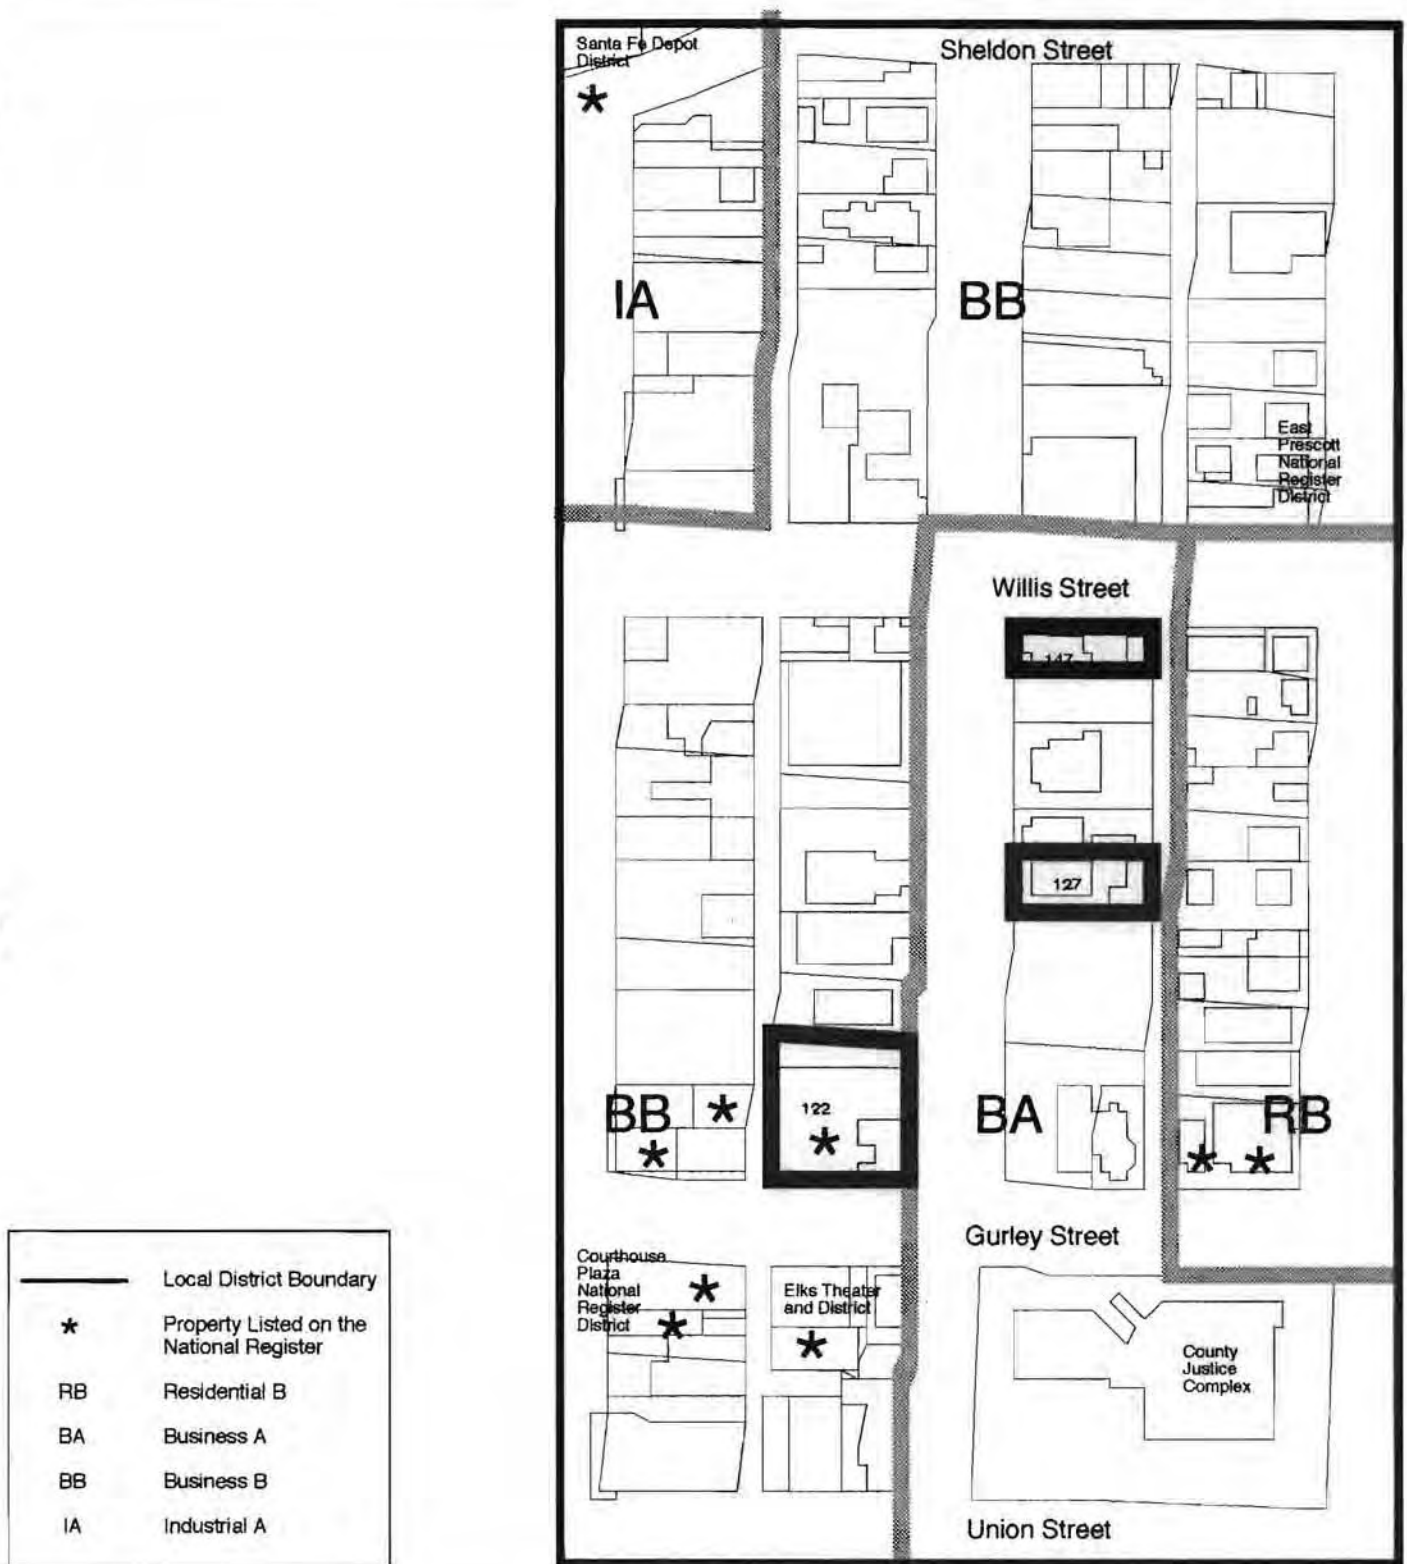 Santa Fe Depot
District
*
Sheldon Street
IA
BB
East
Prescott
National
Register
District
Willis Street
147
127
122
*
BB
*
*
BA
RB
*
*
Gurley Street
Courthouse
Plaza
National
Register
District
*
*
Elks Theater
and District
*
County
Justice
Complex
Union Street
Local District Boundary
* Property Listed on the
National Register
RB Residential B
BA Business A
BB Business B
IA Industrial A